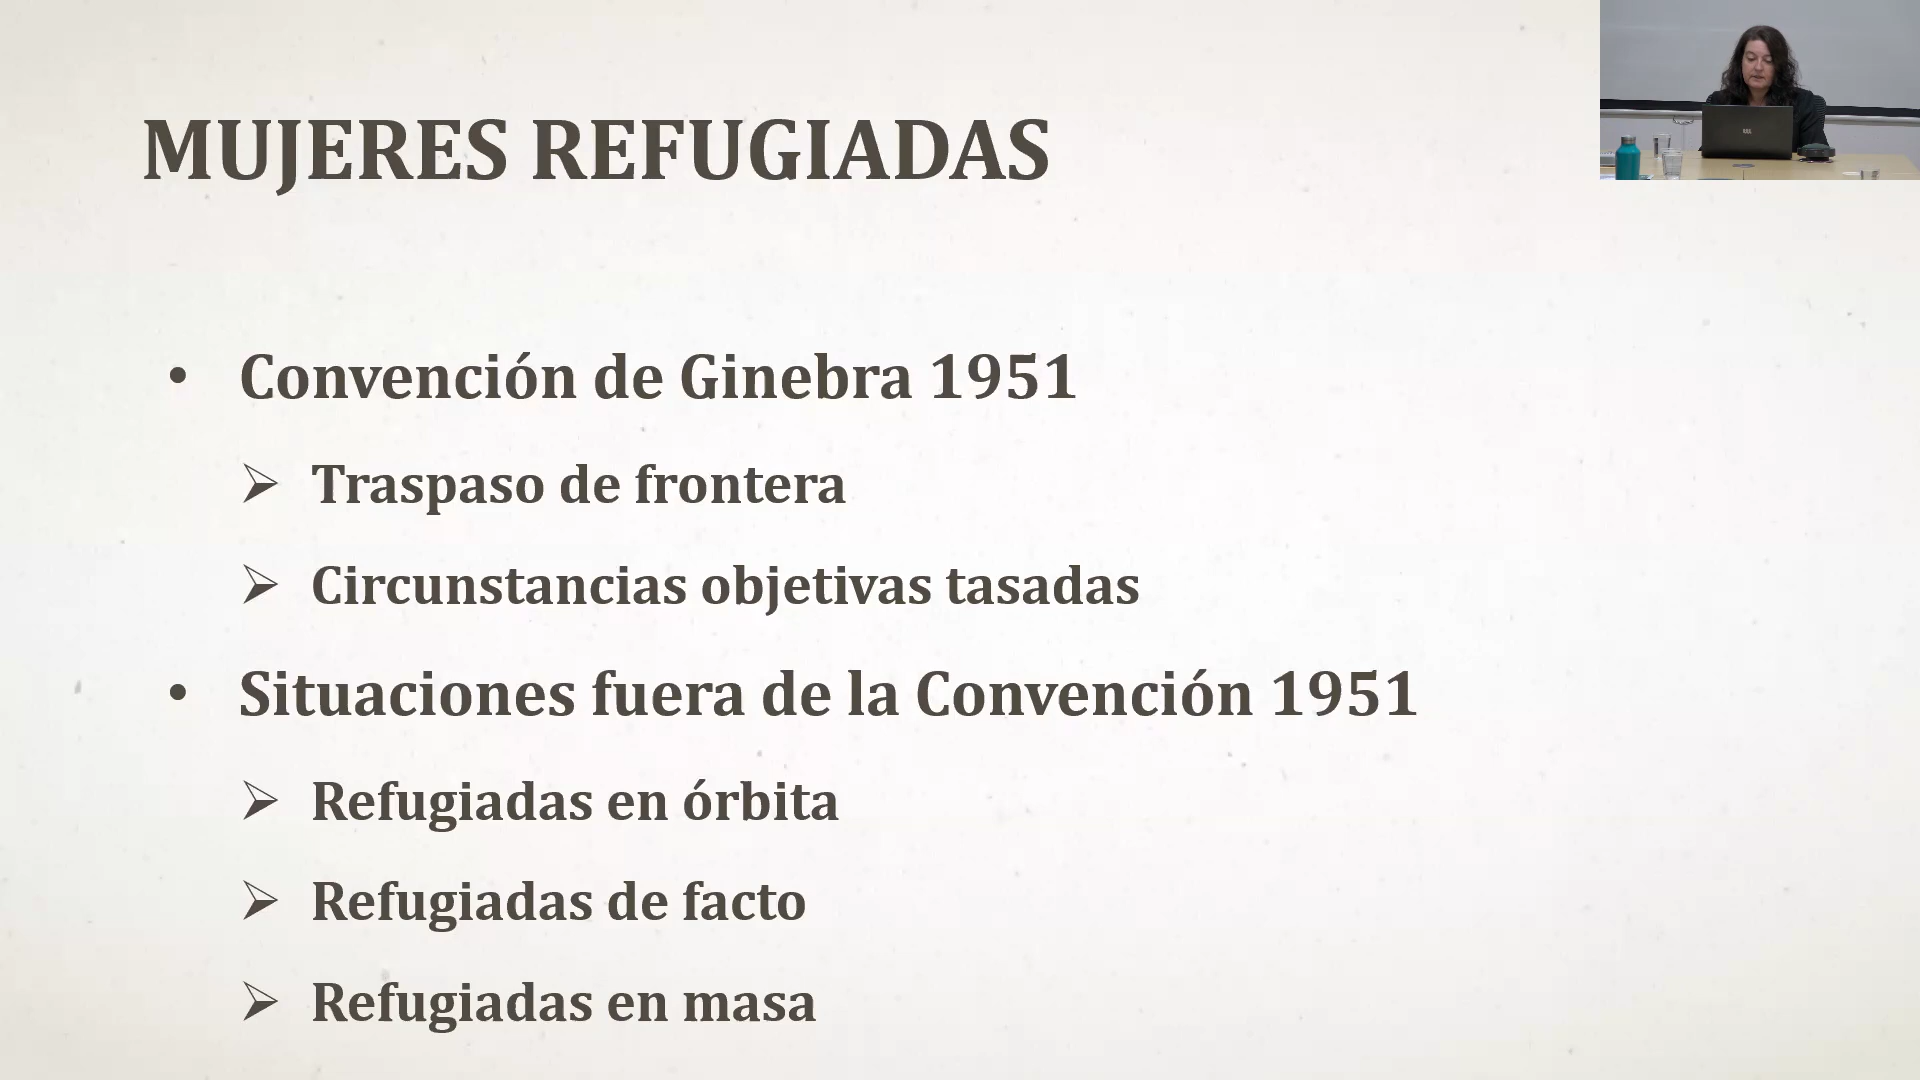 MUJERES REFUGIADAS
• Convención de Ginebra 1951
➢ Traspaso de frontera
➢ Circunstancias objetivas tasadas
• Situaciones fuera de la Convención 1951
➢ Refugiadas en órbita
➢ Refugiadas de facto
➢ Refugiadas en masa